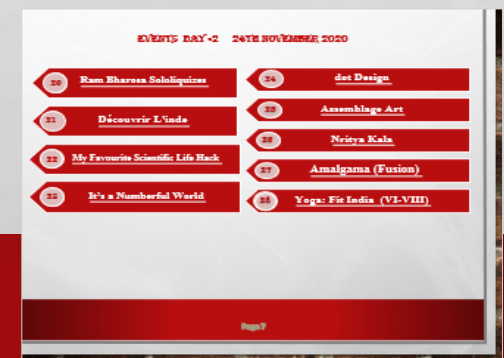 EVENTS DAY -2 24TH NOVEMBER 2020
20 Ram Bharosa Sololiquizes
21 Découvrir L'inde
22 My Favourite Scientific Life Hack
23 It's a Numberful World
24 dot Design
25 Assemblage Art
26 Nritya Kala
27 Amalgama (Fusion)
28 Yoga: Fit India (VI-VIII)
Page 7